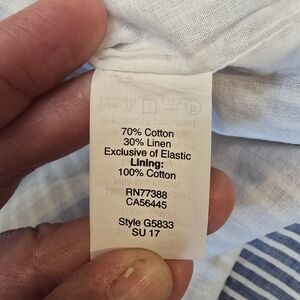 70% Cotton
30% Linen
Exclusive of Elastic
Lining:
100% Cotton
RN77388
CA56445
Style G5833
SU 17